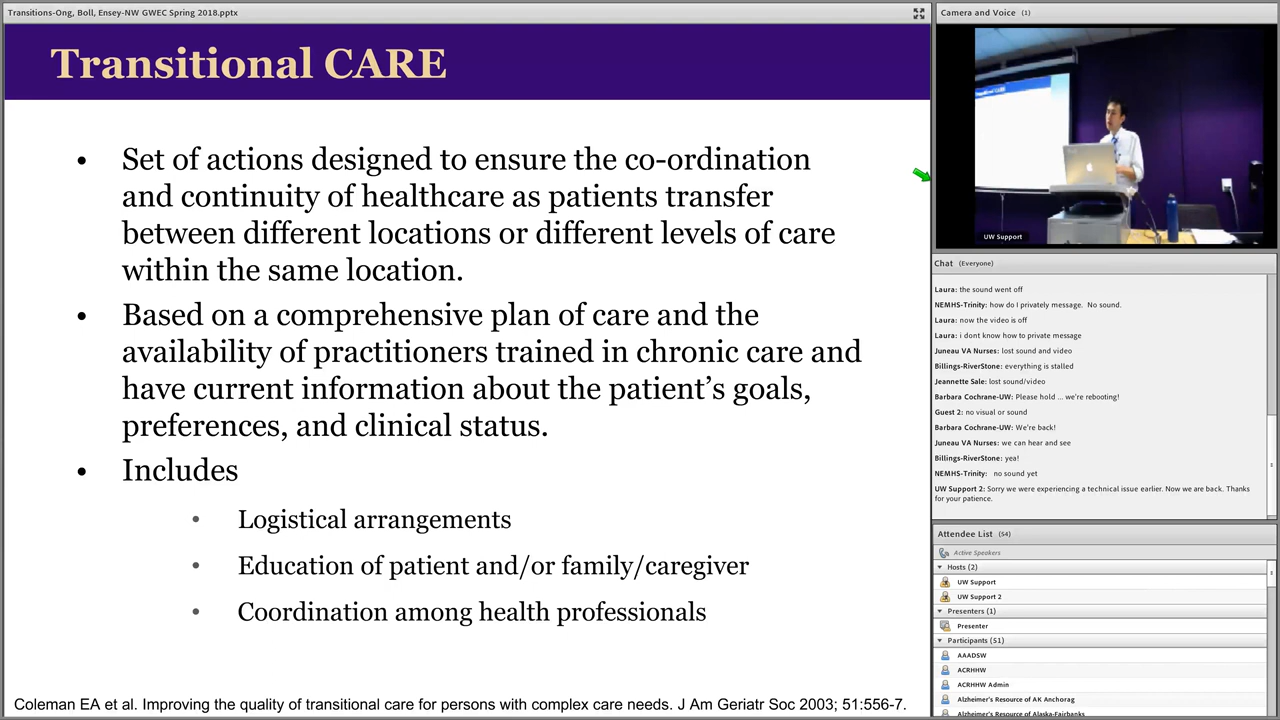 Transitions-Ong, Boll, Ensey-NW GWEC Spring 2018.pptx
Transitional CARE
• Set of actions designed to ensure the co-ordination
and continuity of healthcare as patients transfer
between different locations or different levels of care
within the same location.
• Based on a comprehensive plan of care and the
availability of practitioners trained in chronic care and
have current information about the patient's goals,
preferences, and clinical status.
• Includes
• Logistical arrangements
• Education of patient and/or family/caregiver
• Coordination among health professionals
Coleman EA et al. Improving the quality of transitional care for persons with complex care needs. J Am Geriatr Soc 2003; 51:556-7.
Camera and Voice (1)
UW Support
Chat (Everyone)
Laura: the sound went off
NEMHS-Trinity: how do I privately message. No sound.
Laura: now the video is off
Laura: i dont know how to private message
Juneau VA Nurses: lost sound and video
Billings-RiverStone: everything is stalled
Jeannette Sale: lost sound/video
Barbara Cochrane-UW: Please hold ... we're rebooting!
Guest 2: no visual or sound
Barbara Cochrane-UW: We're back!
Juneau VA Nurses: we can hear and see
Billings-RiverStone: yea!
NEMHS-Trinity: no sound yet
UW Support 2: Sorry we were experiencing a technical issue earlier. Now we are back. Thanks
for your patience.
Attendee List (54)
Active Speakers
Hosts (2)
UW Support
UW Support 2
Presenters (1)
Presenter
Participants (51)
AAADSW
ACRHHW
ACRHHW Admin
Alzheimer's Resource of AK Anchorag
Alzheimer's Resource of Alaska-Fairbanks